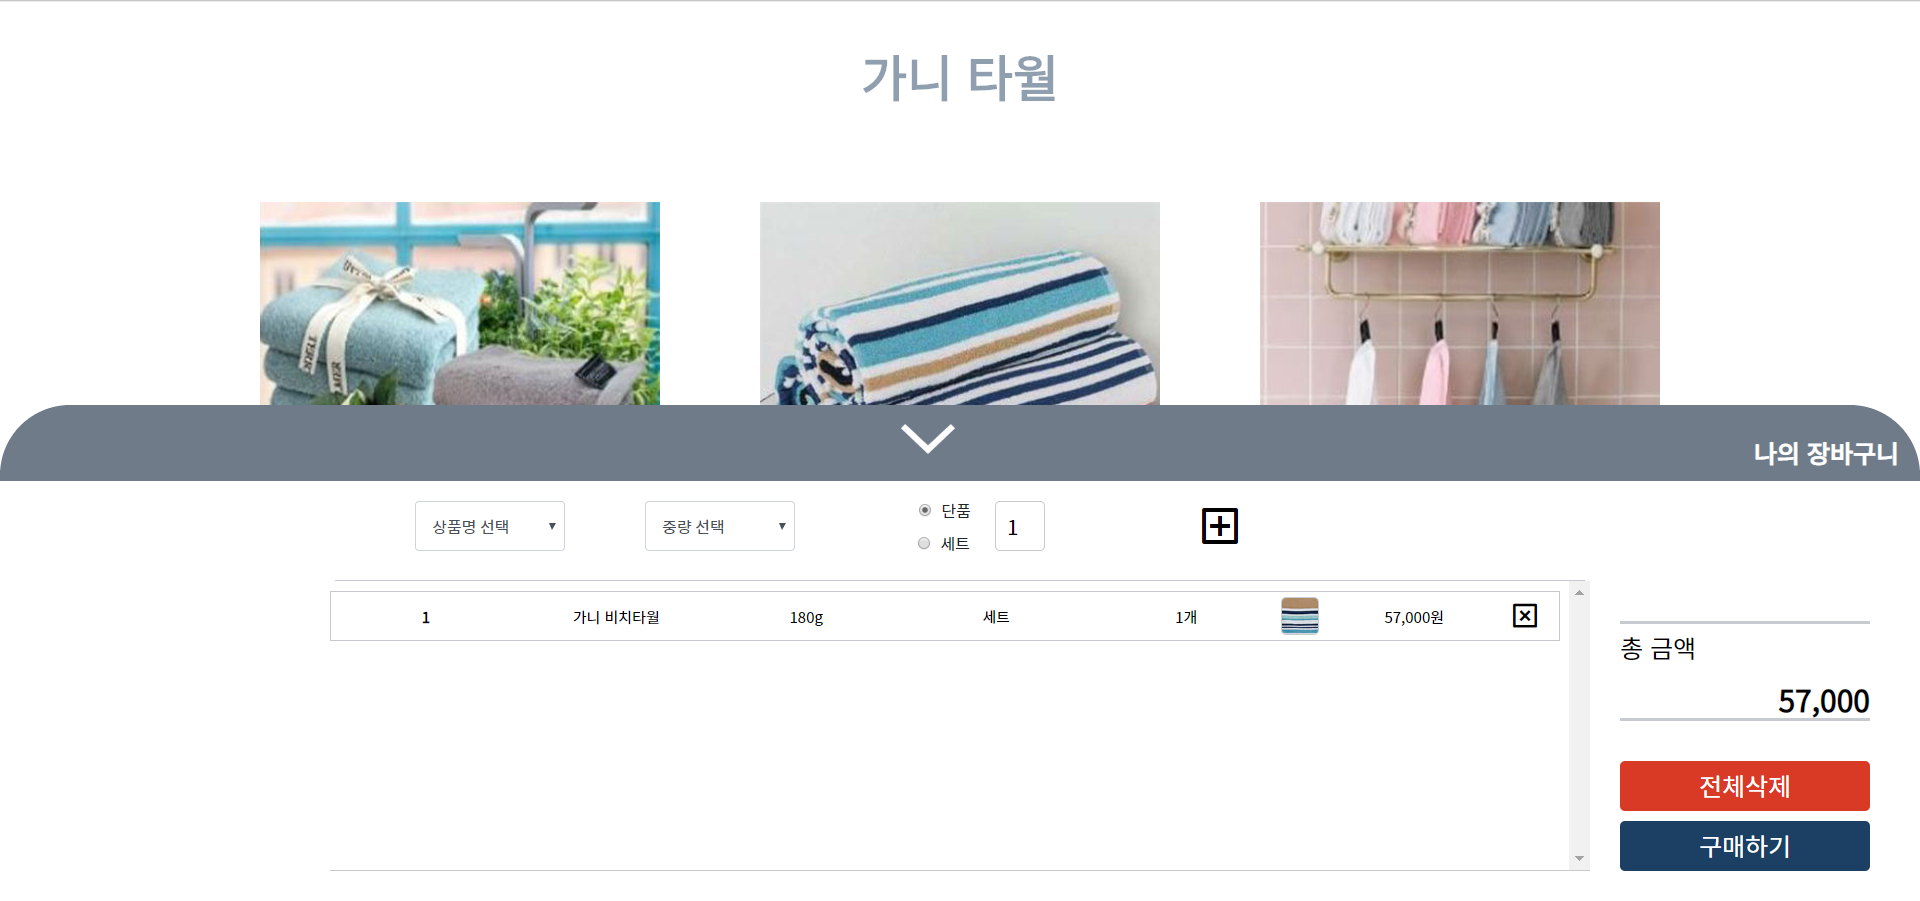 가니 타월
나의 장바구니
상품명 선택 ▼ 중량 선택 ▼ 단품 1
세트
1 가니 비치타월 180g 세트 1개 57,000원
총 금액
57,000
전체삭제
구매하기